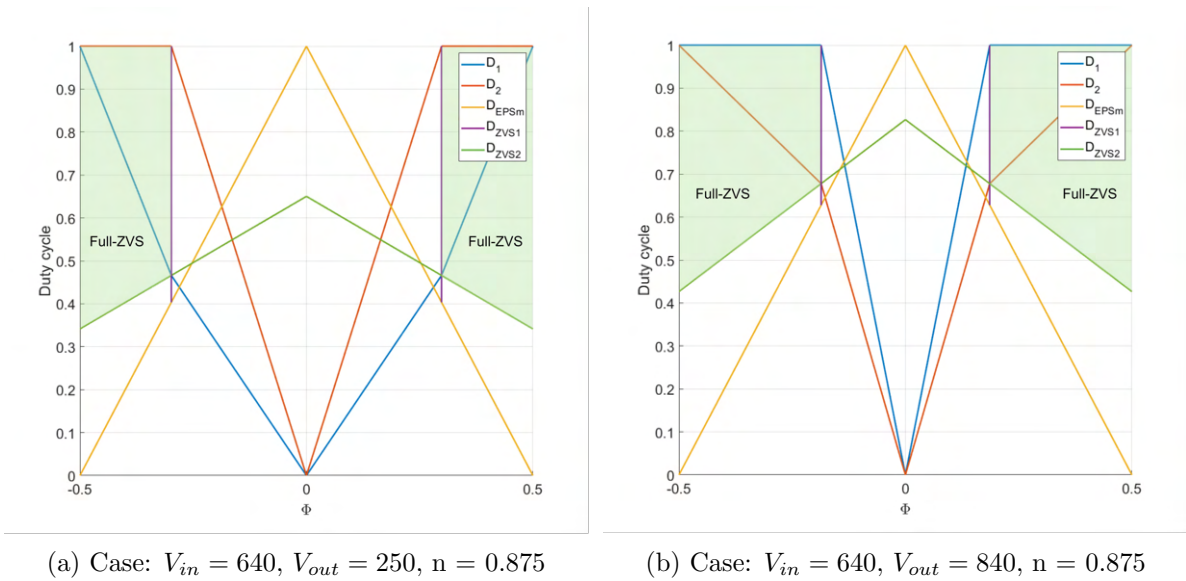 1
0.9
0.8
0.7
0.6
0.5
0.4
0.3
0.2
0.1
0
Duty cycle
-0.5
0
0.5
Φ
D1
D2
DEPSm
DZVS1
DZVS2
Full-ZVS
Full-ZVS
(a) Case: Vin = 640, Vout = 250, n = 0.875
1
0.9
0.8
0.7
0.6
0.5
0.4
0.3
0.2
0.1
0
Duty cycle
-0.5
0
0.5
Φ
D1
D2
DEPSm
DZVS1
DZVS2
Full-ZVS
Full-ZVS
(b) Case: Vin = 640, Vout = 840, n = 0.875